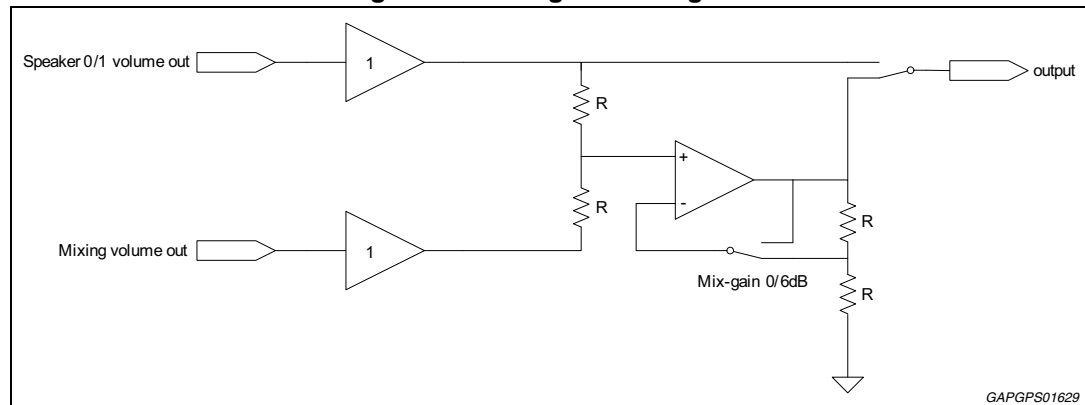 Speaker 0/1 volume out
1
output
R
+
-
R
R
Mixing volume out
1
Mix-gain 0/6dB
R
GAPGPS01629